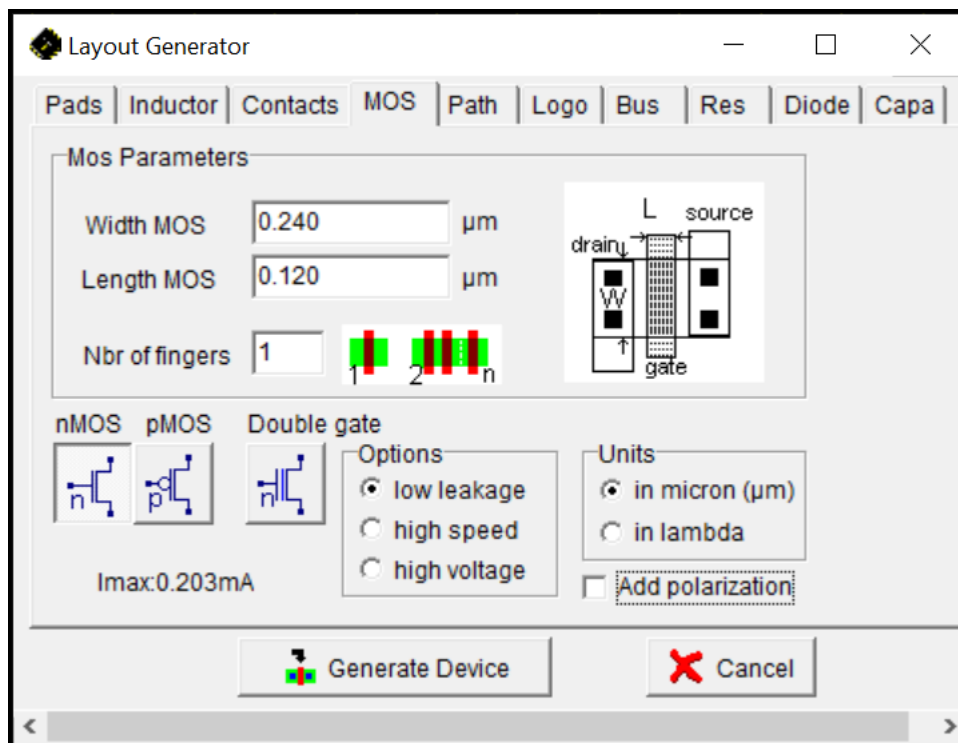 Layout Generator
Pads Inductor Contacts MOS Path Logo Bus Res Diode Capa
Mos Parameters
Width MOS 0.240 µm
Length MOS 0.120 µm
Nbr of fingers 1
1 2 n
L source
drain
W
gate
nMOS pMOS Double gate
n p n
Options
low leakage
high speed
high voltage
Units
in micron (µm)
in lambda
Add polarization
Imax:0.203mA
Generate Device Cancel